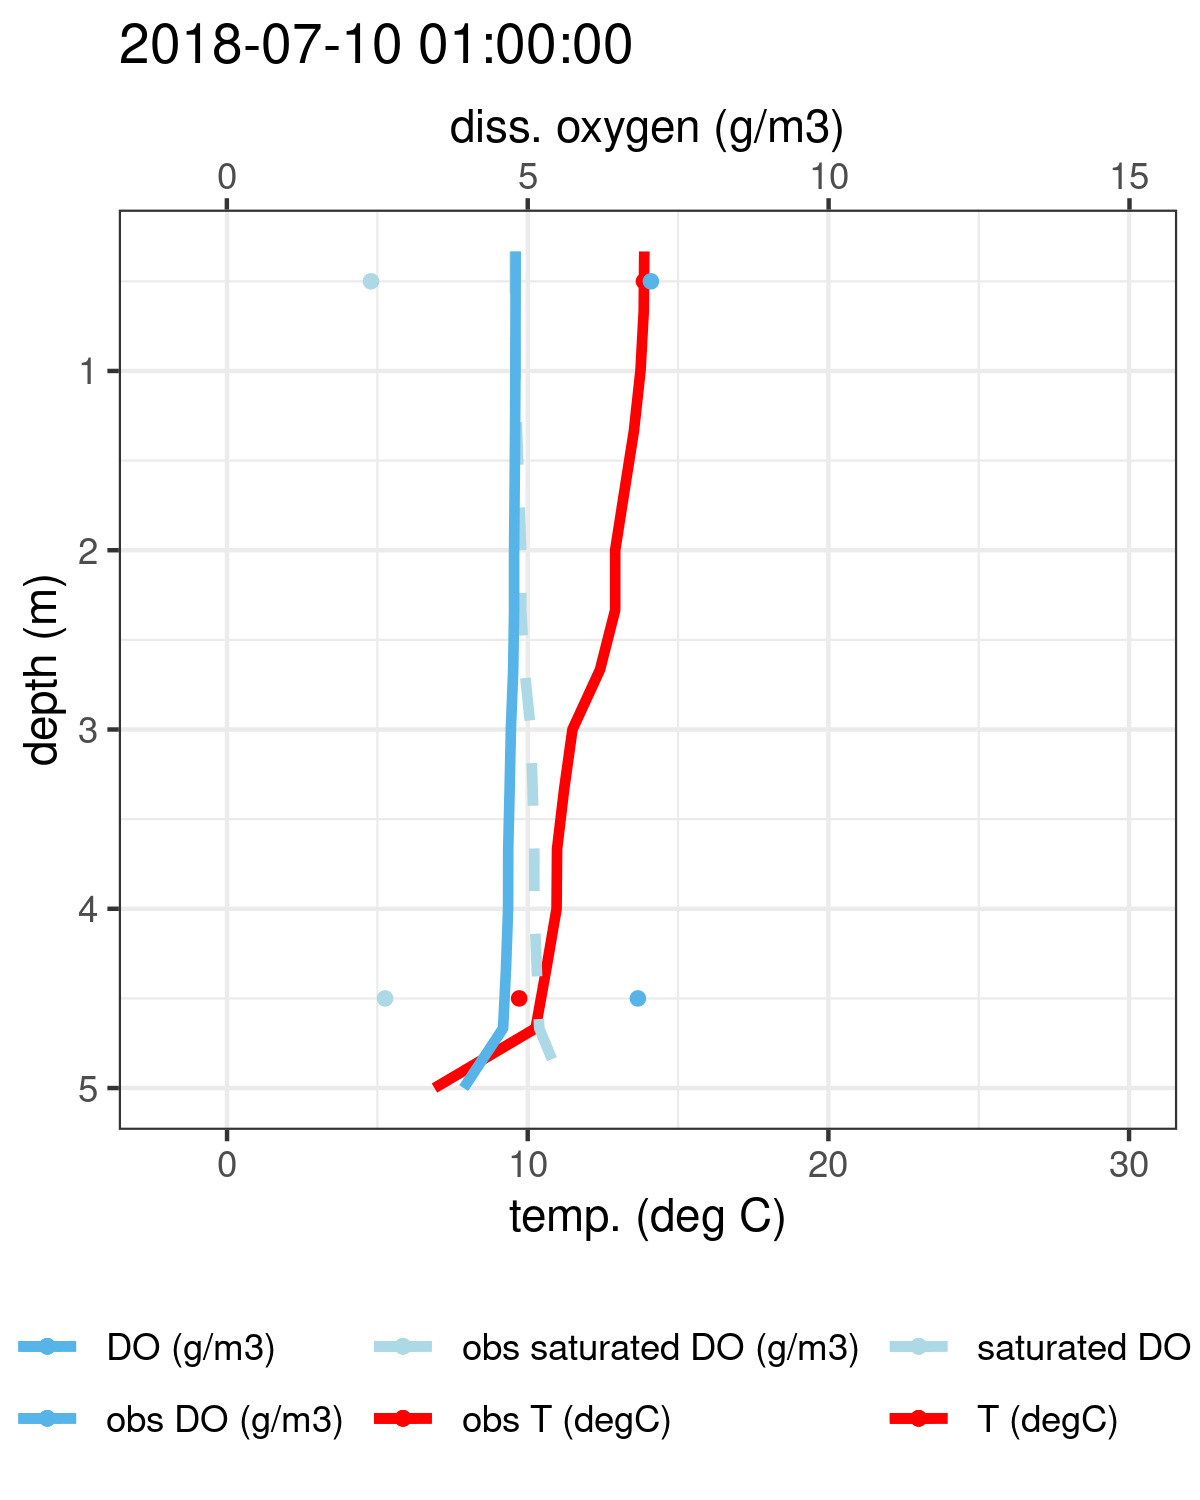 2018-07-10 01:00:00
diss. oxygen (g/m3)
0 5 10 15
depth (m)
1
2
3
4
5
0 10 20 30
temp. (deg C)
DO (g/m3) obs saturated DO (g/m3) saturated DO
obs DO (g/m3) obs T (degC) T (degC)